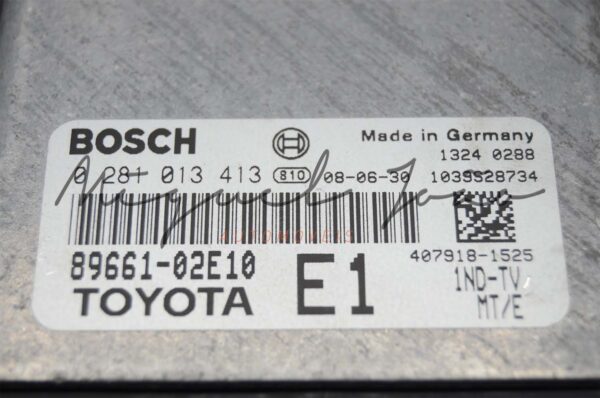 BOSCH Made in Germany
1324 0288
0 281 013 413 810 08-06-30 1039S28734
AUTOMOVEIS
89661-02E10 407918-1525
TOYOTA E1 1ND-TV
MT/E